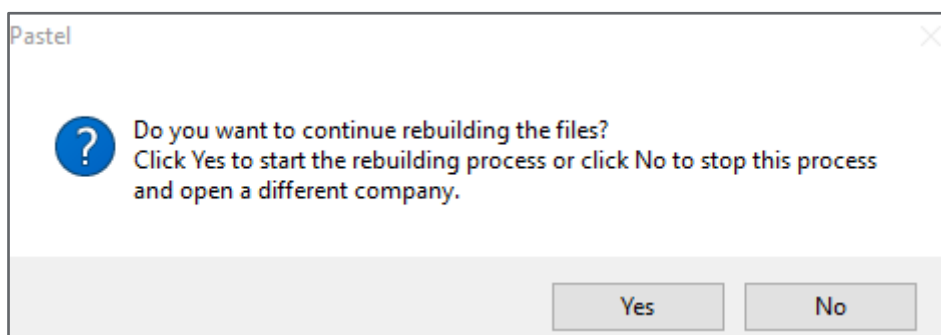 Pastel
?
Do you want to continue rebuilding the files?
Click Yes to start the rebuilding process or click No to stop this process
and open a different company.
Yes
No